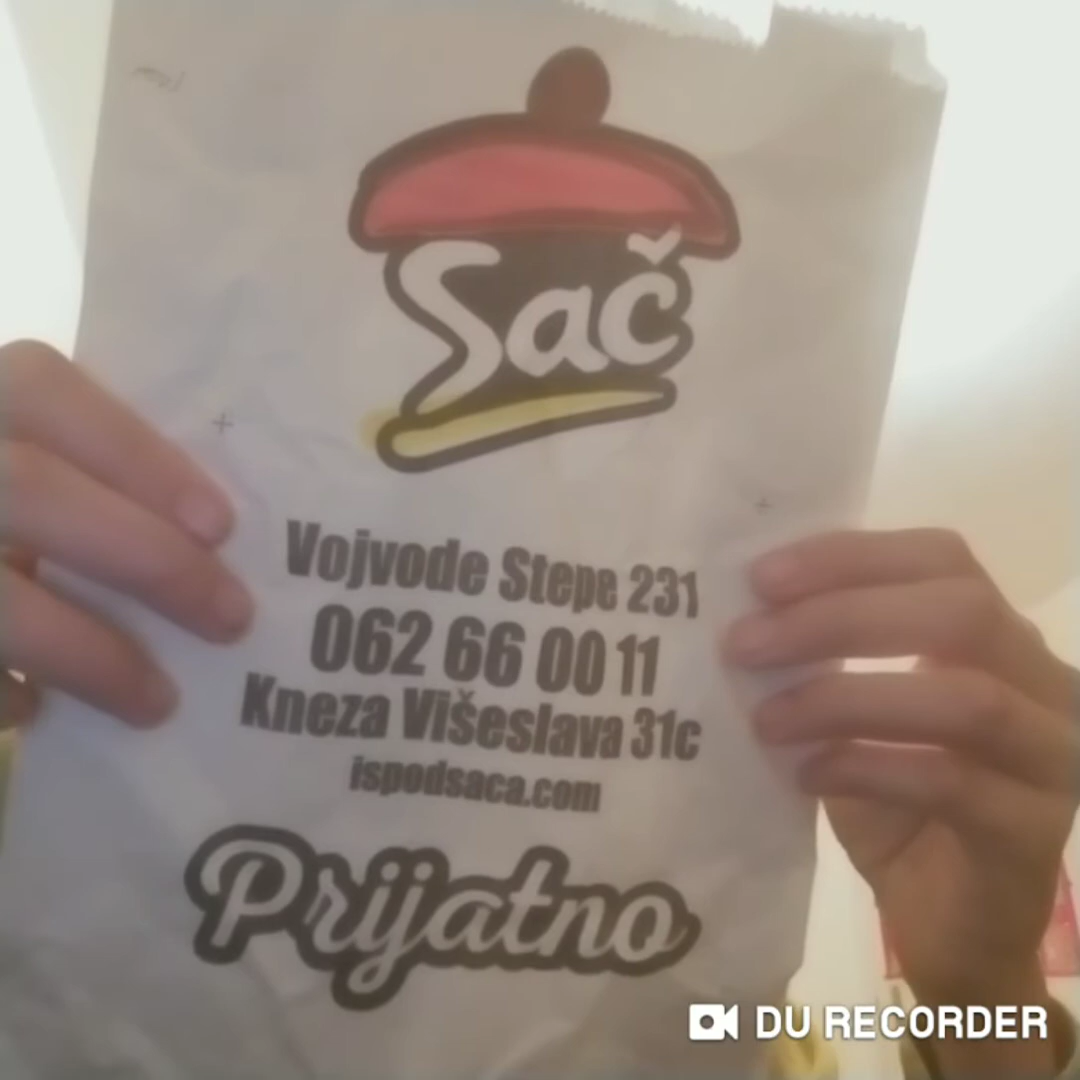 Sač
Vojvode Stepe 231
062 66 00 11
Kneza Višeslava 31c
ispodsaca.com
Prijatno
DU RECORDER